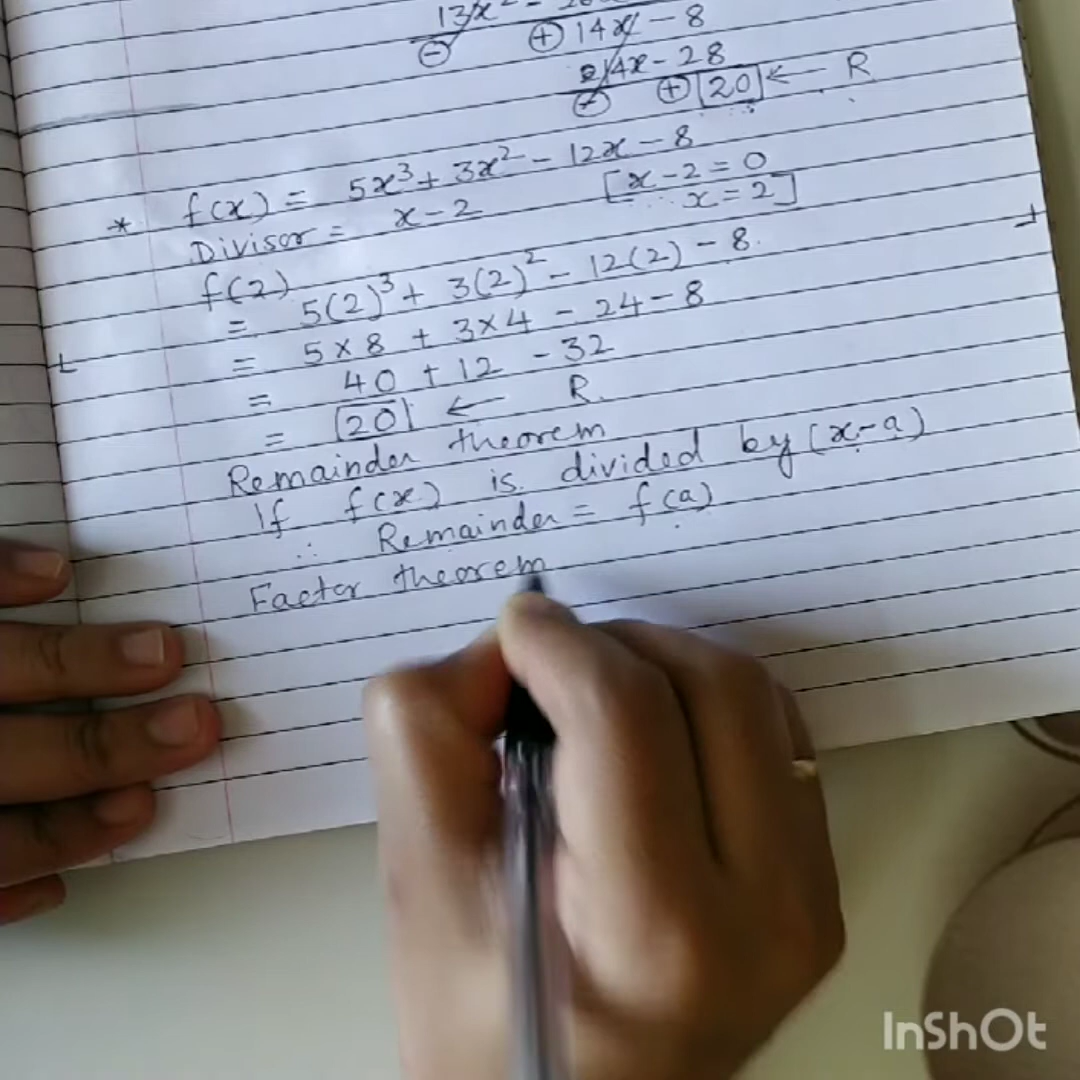 13x² -
⊖ ⊕ 14x - 8
14x - 28
⊖ ⊕ 20 ← R
* f(x) = 5x³ + 3x² - 12x - 8
Divisor = x - 2 [x - 2 = 0
x = 2]
f(2)
= 5(2)³ + 3(2)² - 12(2) - 8.
= 5 × 8 + 3 × 4 - 24 - 8
= 40 + 12 - 32
= 20 ← R.
Remainder theorem
If f(x) is divided by (x-a)
∴ Remainder = f(a)
Factor theorem
InShOt